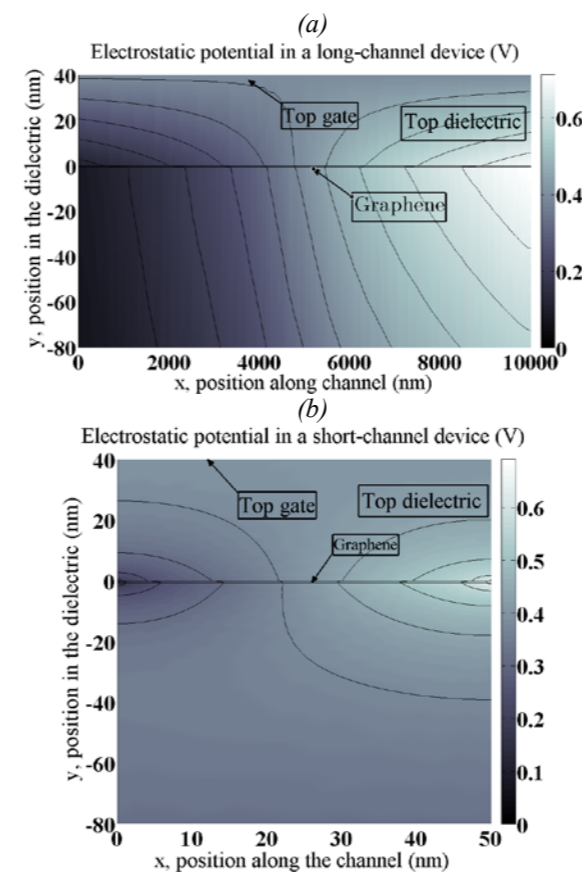 (a)
Electrostatic potential in a long-channel device (V)
y, position in the dielectric (nm)
40
20
0
-20
-40
-60
-80
Top gate
Top dielectric
Graphene
0.6
0.4
0.2
0
0 2000 4000 6000 8000 10000
x, position along channel (nm)
(b)
Electrostatic potential in a short-channel device (V)
y, position in the dielectric (nm)
40
20
0
-20
-40
-60
-80
Top gate
Top dielectric
Graphene
0.6
0.5
0.4
0.3
0.2
0.1
0
0 10 20 30 40 50
x, position along the channel (nm)